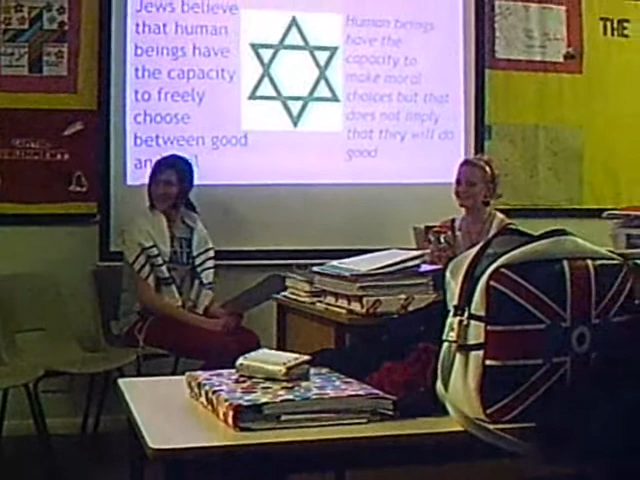 Jews believe
that human
beings have
the capacity
to freely
choose
between good
Human beings
have the
capacity to
make moral
choices but that
does not imply
that they will do
good
THE